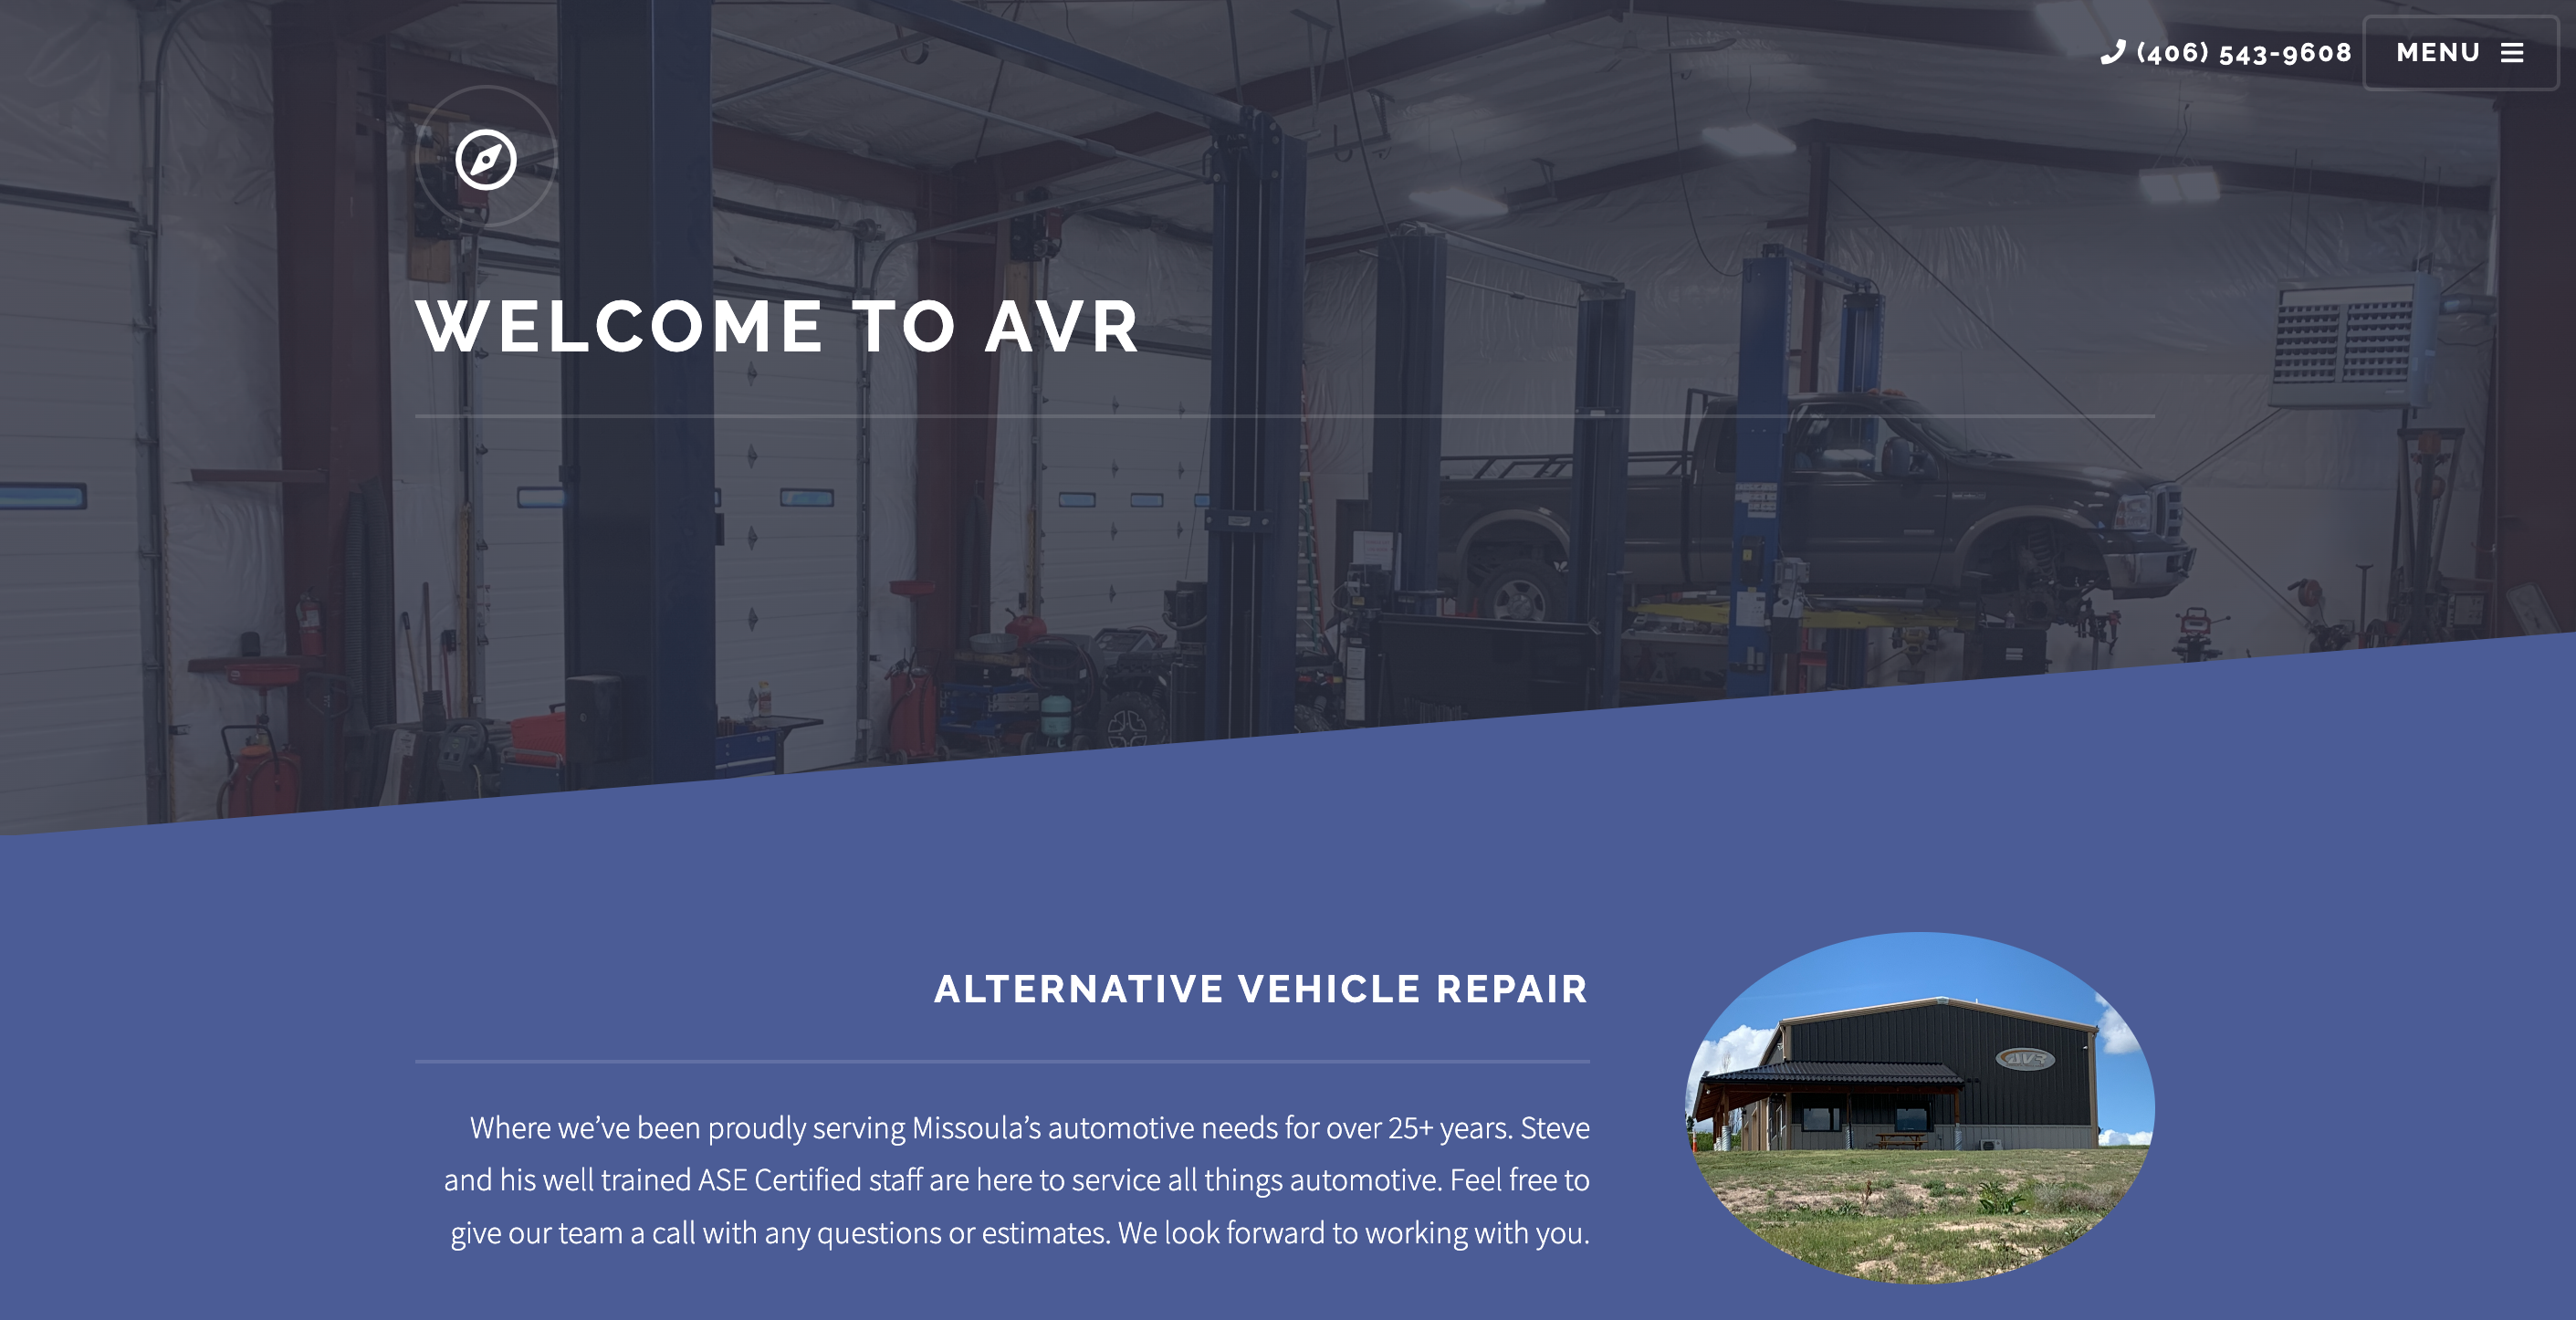 (406) 543-9608
MENU
WELCOME TO AVR
ALTERNATIVE VEHICLE REPAIR
AVR
Where we’ve been proudly serving Missoula’s automotive needs for over 25+ years. Steve
and his well trained ASE Certified staff are here to service all things automotive. Feel free to
give our team a call with any questions or estimates. We look forward to working with you.